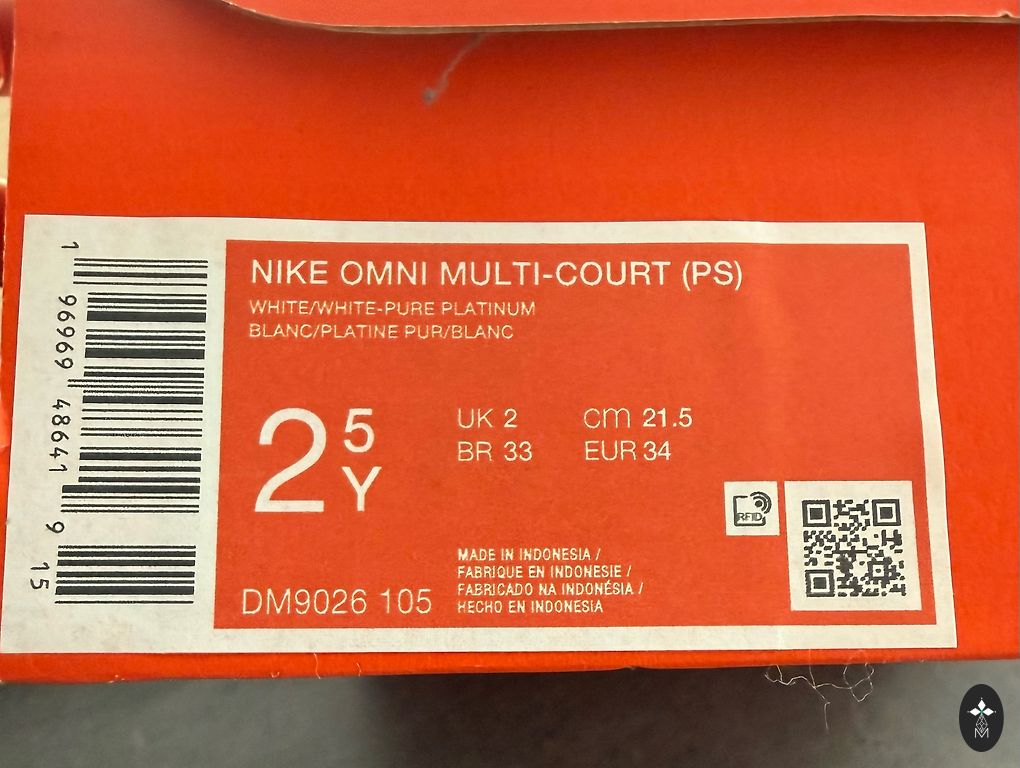 NIKE OMNI MULTI-COURT (PS)
WHITE/WHITE-PURE PLATINUM
BLANC/PLATINE PUR/BLANC
2 5 Y
UK 2 cm 21.5
BR 33 EUR 34
RFID
MADE IN INDONESIA /
FABRIQUE EN INDONESIE /
FABRICADO NA INDONÉSIA /
HECHO EN INDONESIA
DM9026 105
1 96969 48641 9 15
M